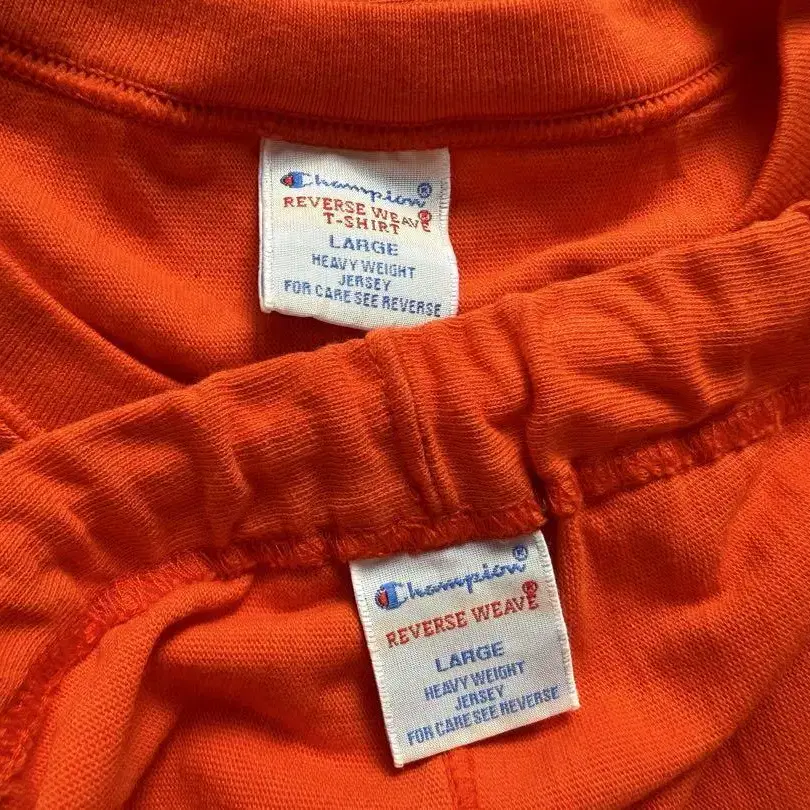 Champion®
REVERSE WEAVE®
T-SHIRT
LARGE
HEAVY WEIGHT
JERSEY
FOR CARE SEE REVERSE
Champion®
REVERSE WEAVE®
LARGE
HEAVY WEIGHT
JERSEY
FOR CARE SEE REVERSE